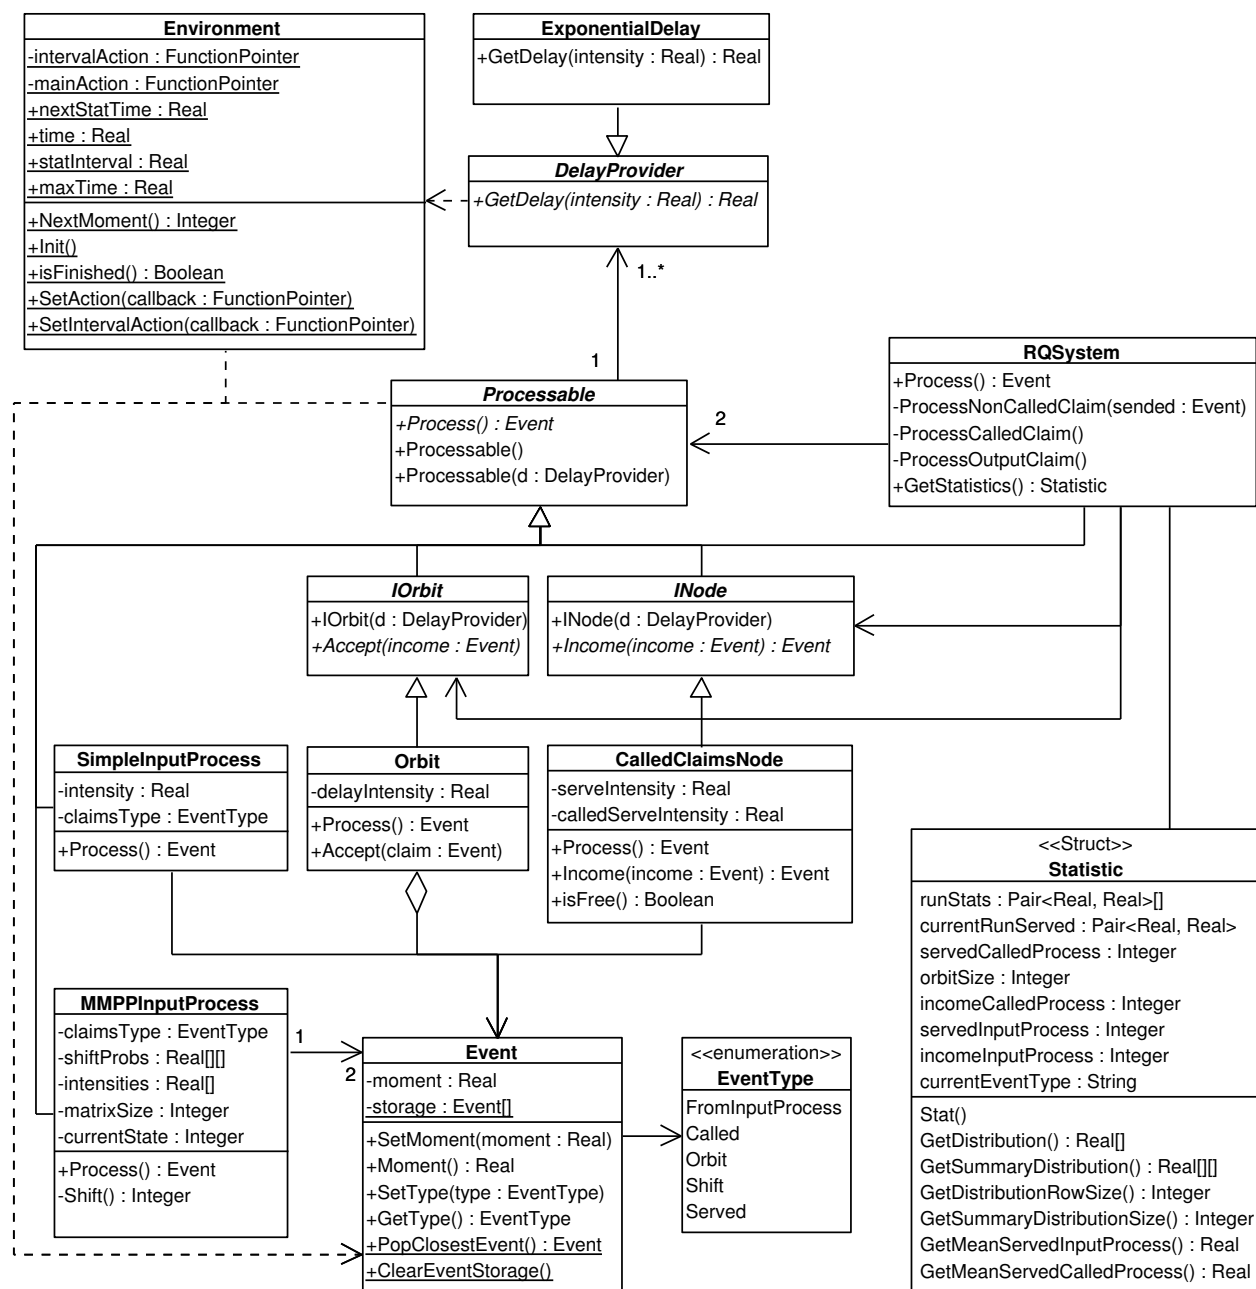 Environment
-intervalAction : FunctionPointer
-mainAction : FunctionPointer
+nextStatTime : Real
+time : Real
+statInterval : Real
+maxTime : Real
+NextMoment() : Integer
+Init()
+isFinished() : Boolean
+SetAction(callback : FunctionPointer)
+SetIntervalAction(callback : FunctionPointer)
ExponentialDelay
+GetDelay(intensity : Real) : Real
DelayProvider
+GetDelay(intensity : Real) : Real
1..*
1
Processable
+Process() : Event
+Processable()
+Processable(d : DelayProvider)
2
RQSystem
+Process() : Event
-ProcessNonCalledClaim(sended : Event)
-ProcessCalledClaim()
-ProcessOutputClaim()
+GetStatistics() : Statistic
IOrbit
+IOrbit(d : DelayProvider)
+Accept(income : Event)
INode
+INode(d : DelayProvider)
+Income(income : Event) : Event
SimpleInputProcess
-intensity : Real
-claimsType : EventType
+Process() : Event
Orbit
-delayIntensity : Real
+Process() : Event
+Accept(claim : Event)
CalledClaimsNode
-serveIntensity : Real
-calledServeIntensity : Real
+Process() : Event
+Income(income : Event) : Event
+isFree() : Boolean
<<Struct>>
Statistic
runStats : Pair<Real, Real>[]
currentRunServed : Pair<Real, Real>
servedCalledProcess : Integer
orbitSize : Integer
incomeCalledProcess : Integer
servedInputProcess : Integer
incomeInputProcess : Integer
currentEventType : String
Stat()
GetDistribution() : Real[]
GetSummaryDistribution() : Real[][]
GetDistributionRowSize() : Integer
GetSummaryDistributionSize() : Integer
GetMeanServedInputProcess() : Real
GetMeanServedCalledProcess() : Real
MMPPInputProcess
-claimsType : EventType
-shiftProbs : Real[][]
-intensities : Real[]
-matrixSize : Integer
-currentState : Integer
+Process() : Event
-Shift() : Integer
1
2
Event
-moment : Real
-storage : Event[]
+SetMoment(moment : Real)
+Moment() : Real
+SetType(type : EventType)
+GetType() : EventType
+PopClosestEvent() : Event
+ClearEventStorage()
<<enumeration>>
EventType
FromInputProcess
Called
Orbit
Shift
Served